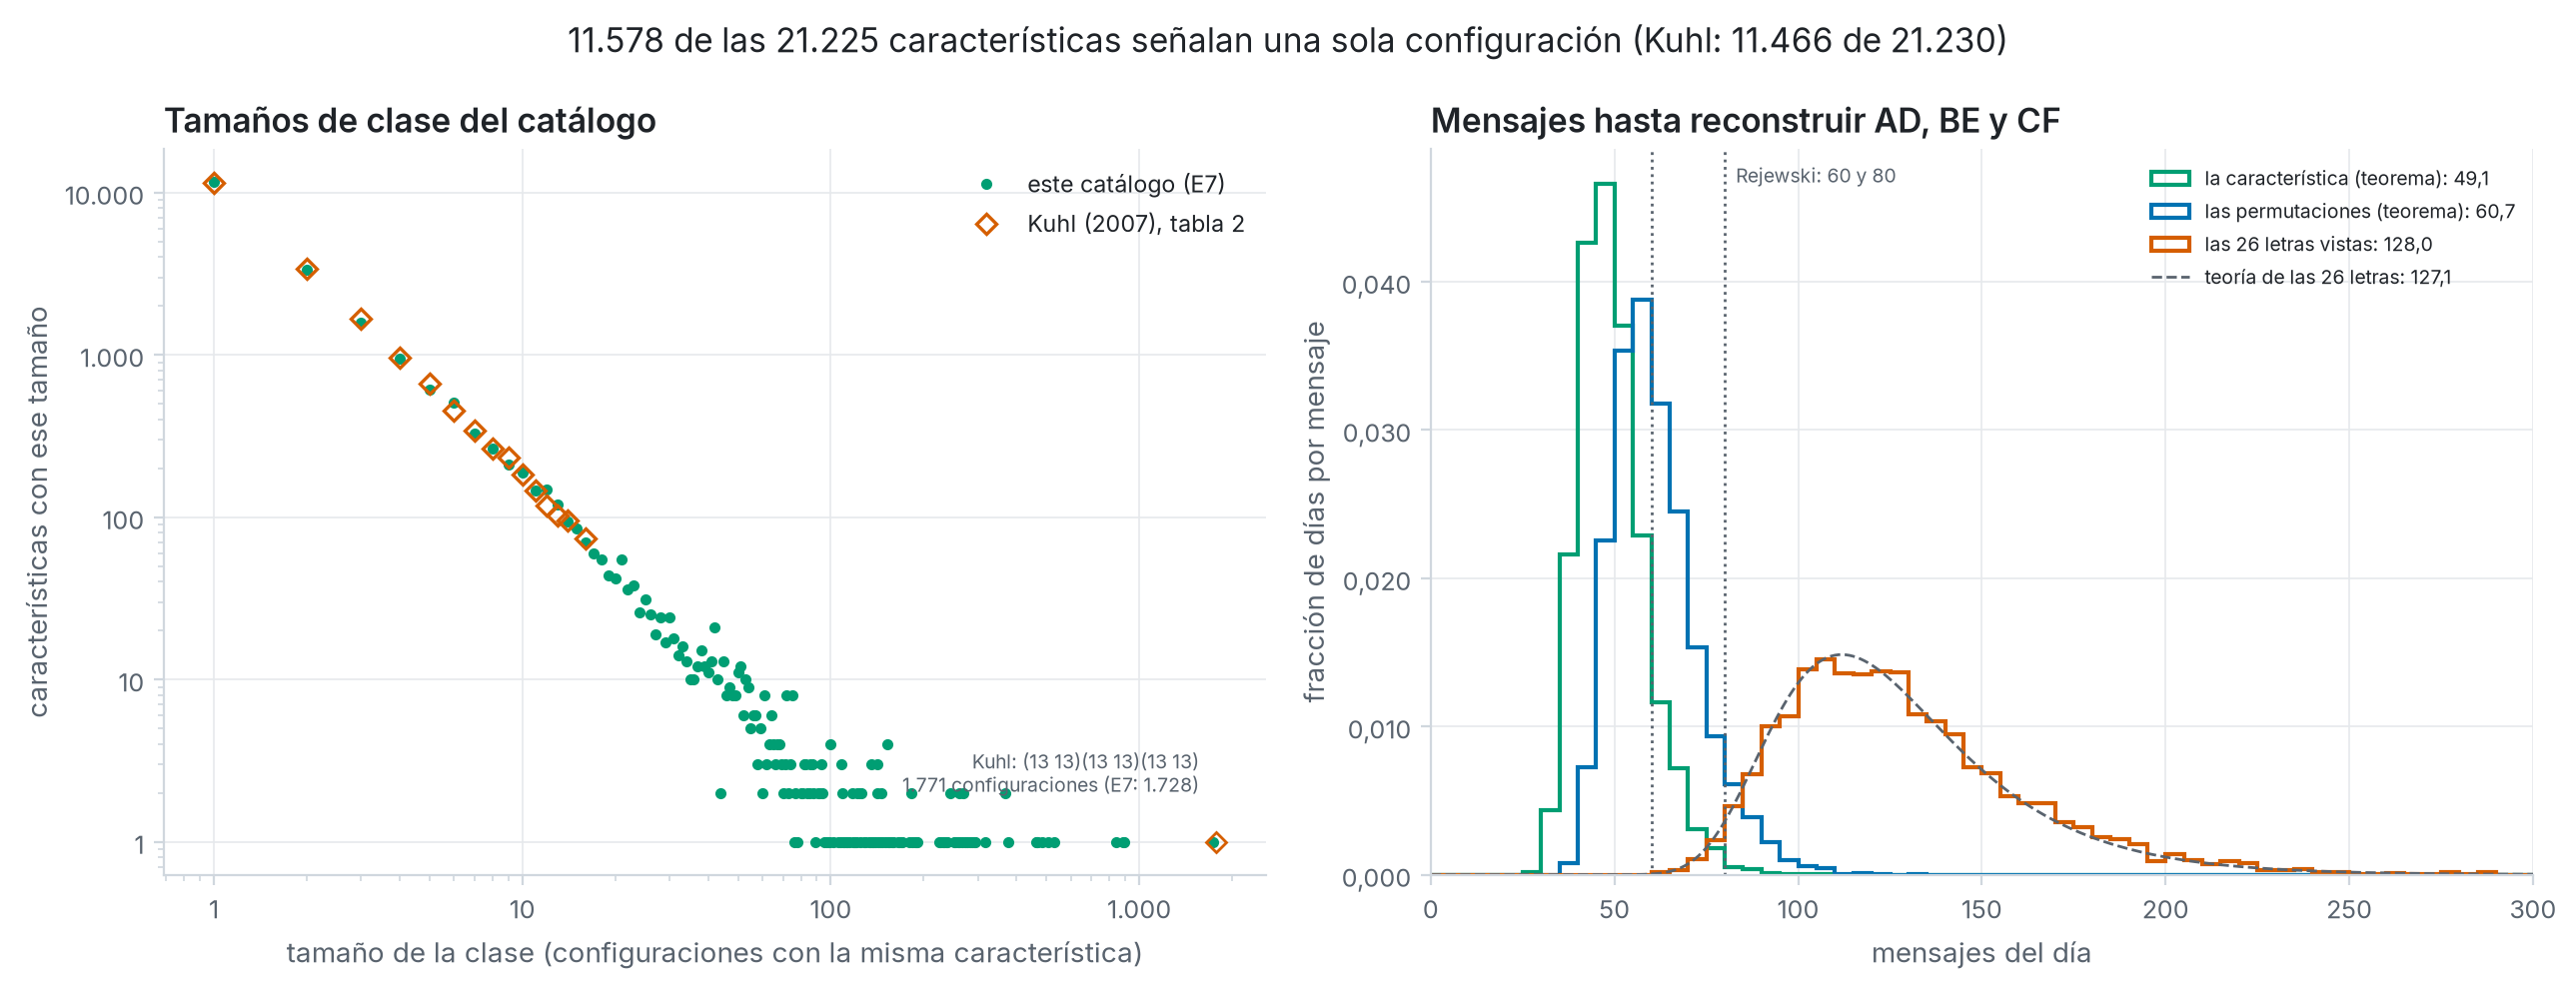 11.578 de las 21.225 características señalan una sola configuración (Kuhl: 11.466 de 21.230)
Tamaños de clase del catálogo
características con ese tamaño
10.000
1.000
100
10
1
este catálogo (E7)
Kuhl (2007), tabla 2
Kuhl: (13 13)(13 13)(13 13)
1.771 configuraciones (E7: 1.728)
1
10
100
1.000
tamaño de la clase (configuraciones con la misma característica)
Mensajes hasta reconstruir AD, BE y CF
fracción de días por mensaje
0,040
0,030
0,020
0,010
0,000
Rejewski: 60 y 80
la característica (teorema): 49,1
las permutaciones (teorema): 60,7
las 26 letras vistas: 128,0
teoría de las 26 letras: 127,1
0
50
100
150
200
250
300
mensajes del día